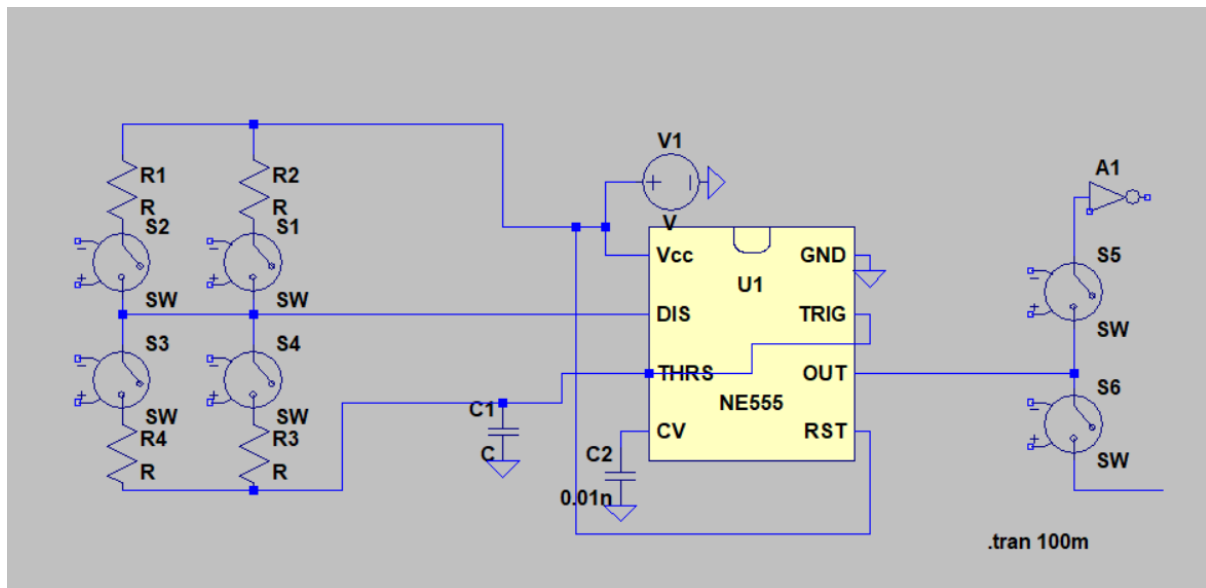 V1
A1
R1
R2
R
R
S2
S1
V
Vcc
GND
S5
U1
SW
SW
DIS
TRIG
SW
S3
S4
THRS
OUT
S6
NE555
C1
SW
SW
R4
R3
CV
RST
C
C2
SW
R
R
0.01n
.tran 100m